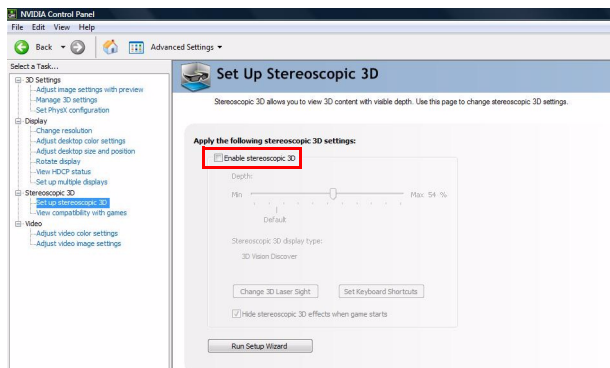 NVIDIA Control Panel
File Edit View Help
Back Advanced Settings
Select a Task...
3D Settings
Adjust image settings with preview
Manage 3D settings
Set PhysX configuration
Display
Change resolution
Adjust desktop color settings
Adjust desktop size and position
Rotate display
View HDCP status
Set up multiple displays
Stereoscopic 3D
Set up stereoscopic 3D
View compatibility with games
Video
Adjust video color settings
Adjust video image settings
Set Up Stereoscopic 3D
Stereoscopic 3D allows you to view 3D content with visible depth. Use this page to change stereoscopic 3D settings.
Apply the following stereoscopic 3D settings:
Enable stereoscopic 3D
Depth:
Min Max 54 %
Default
Stereoscopic 3D display type:
3D Vision Discover
Change 3D Laser Sight Set Keyboard Shortcuts
Hide stereoscopic 3D effects when game starts
Run Setup Wizard